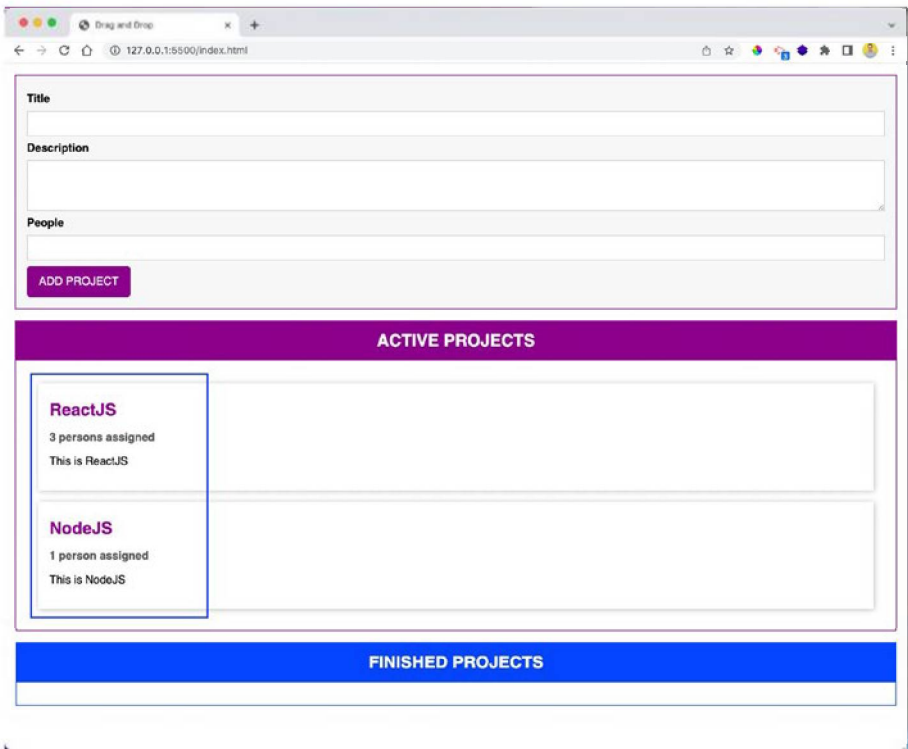 Drag and Drop
127.0.0.1:5500/index.html
Title
Description
People
ADD PROJECT
ACTIVE PROJECTS
ReactJS
3 persons assigned
This is ReactJS
NodeJS
1 person assigned
This is NodeJS
FINISHED PROJECTS